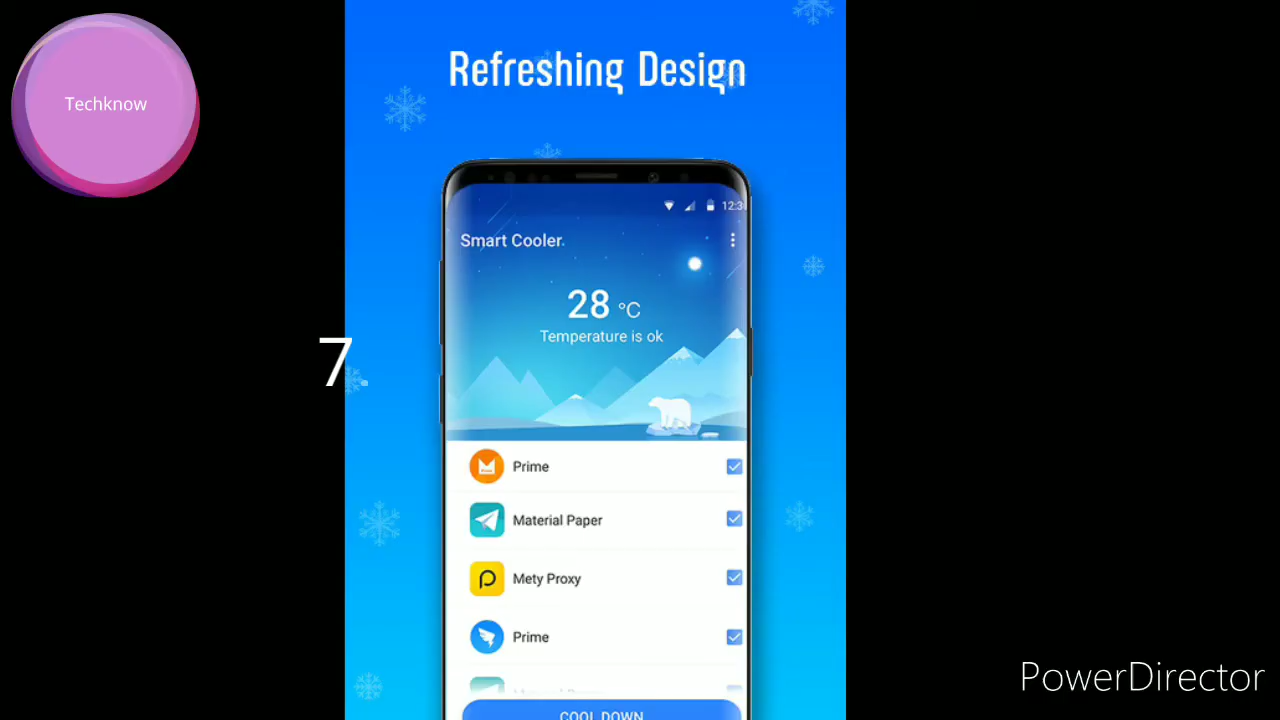 Techknow
Refreshing Design
12:3
Smart Cooler
28 °C
Temperature is ok
7.
Prime
Material Paper
Mety Proxy
Prime
COOL DOWN
PowerDirector